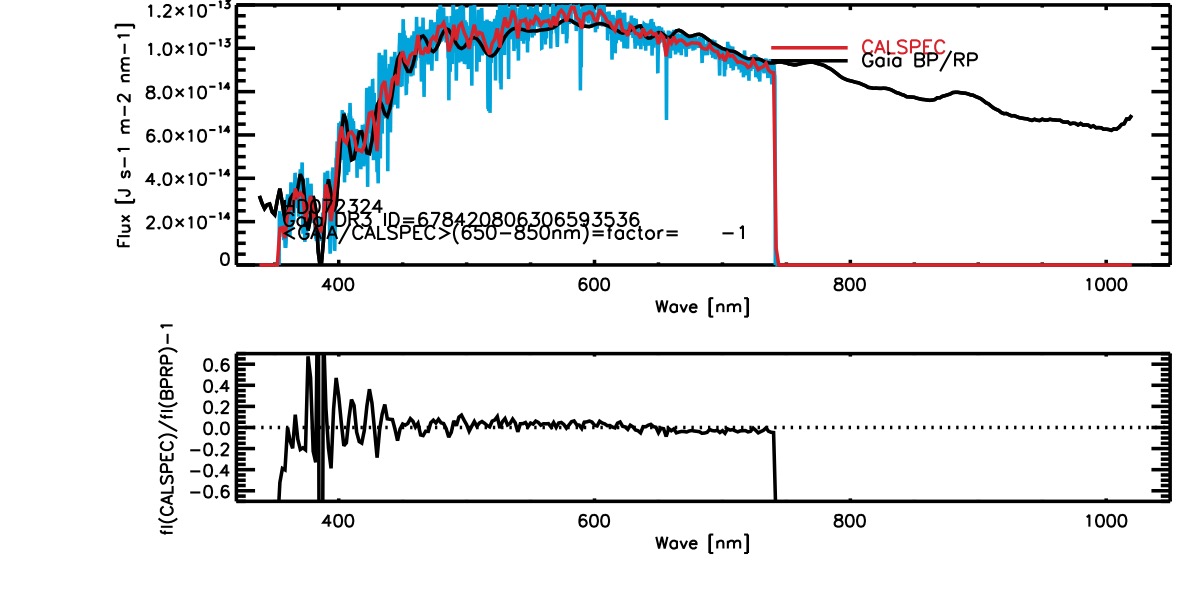 1.2×10−13
1.0×10−13
8.0×10−14
6.0×10−14
4.0×10−14
2.0×10−14
0
Flux [J s−1 m−2 nm−1]
CALSPEC
Gaia BP/RP
HD072324
Gaia DR3 ID=678420806306593536
<GAIA/CALSPEC>(650−850nm)=factor= −1
400 600 800 1000
Wave [nm]
fl(CALSPEC)/fl(BPRP)−1
0.6
0.4
0.2
0.0
−0.2
−0.4
−0.6
400 600 800 1000
Wave [nm]